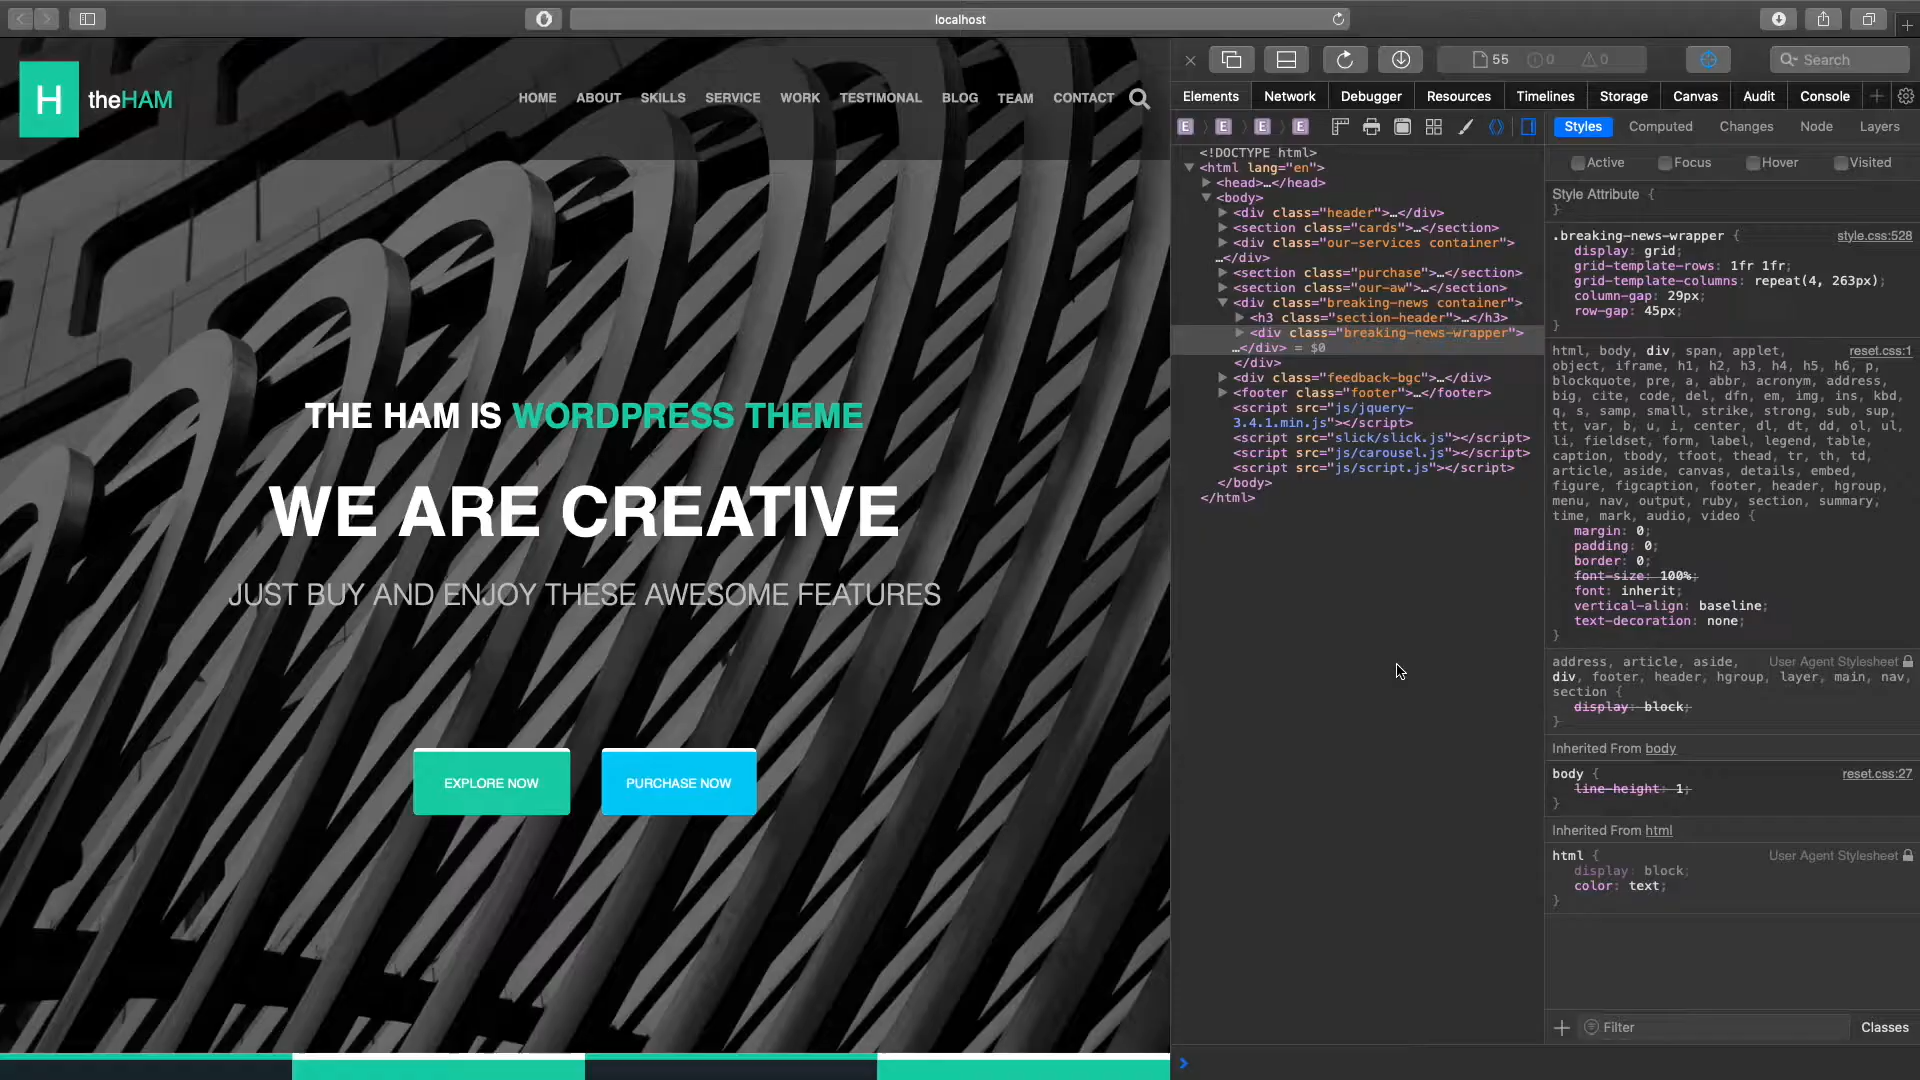 localhost
H theHAM
HOME ABOUT SKILLS SERVICE WORK TESTIMONAL BLOG TEAM CONTACT
THE HAM IS WORDPRESS THEME
WE ARE CREATIVE
JUST BUY AND ENJOY THESE AWESOME FEATURES
EXPLORE NOW PURCHASE NOW
55 0 0 Search
Elements Network Debugger Resources Timelines Storage Canvas Audit Console
E E E E
<!DOCTYPE html>
<html lang="en">
<head>…</head>
<body>
<div class="header">…</div>
<section class="cards">…</section>
<div class="our-services container">
…</div>
<section class="purchase">…</section>
<section class="our-aw">…</section>
<div class="breaking-news container">
<h3 class="section-header">…</h3>
<div class="breaking-news-wrapper">
…</div> = $0
</div>
<div class="feedback-bgc">…</div>
<footer class="footer">…</footer>
<script src="js/jquery-
3.4.1.min.js"></script>
<script src="slick/slick.js"></script>
<script src="js/carousel.js"></script>
<script src="js/script.js"></script>
</body>
</html>
Styles Computed Changes Node Layers
Active Focus Hover Visited
Style Attribute {
}
.breaking-news-wrapper { style.css:528
display: grid;
grid-template-rows: 1fr 1fr;
grid-template-columns: repeat(4, 263px);
column-gap: 29px;
row-gap: 45px;
}
html, body, div, span, applet, reset.css:1
object, iframe, h1, h2, h3, h4, h5, h6, p,
blockquote, pre, a, abbr, acronym, address,
big, cite, code, del, dfn, em, img, ins, kbd,
q, s, samp, small, strike, strong, sub, sup,
tt, var, b, u, i, center, dl, dt, dd, ol, ul,
li, fieldset, form, label, legend, table,
caption, tbody, tfoot, thead, tr, th, td,
article, aside, canvas, details, embed,
figure, figcaption, footer, header, hgroup,
menu, nav, output, ruby, section, summary,
time, mark, audio, video {
margin: 0;
padding: 0;
border: 0;
font-size: 100%;
font: inherit;
vertical-align: baseline;
text-decoration: none;
}
address, article, aside, User Agent Stylesheet
div, footer, header, hgroup, layer, main, nav,
section {
display: block;
}
Inherited From body
body { reset.css:27
line-height: 1;
}
Inherited From html
html { User Agent Stylesheet
display: block;
color: text;
}
Filter Classes